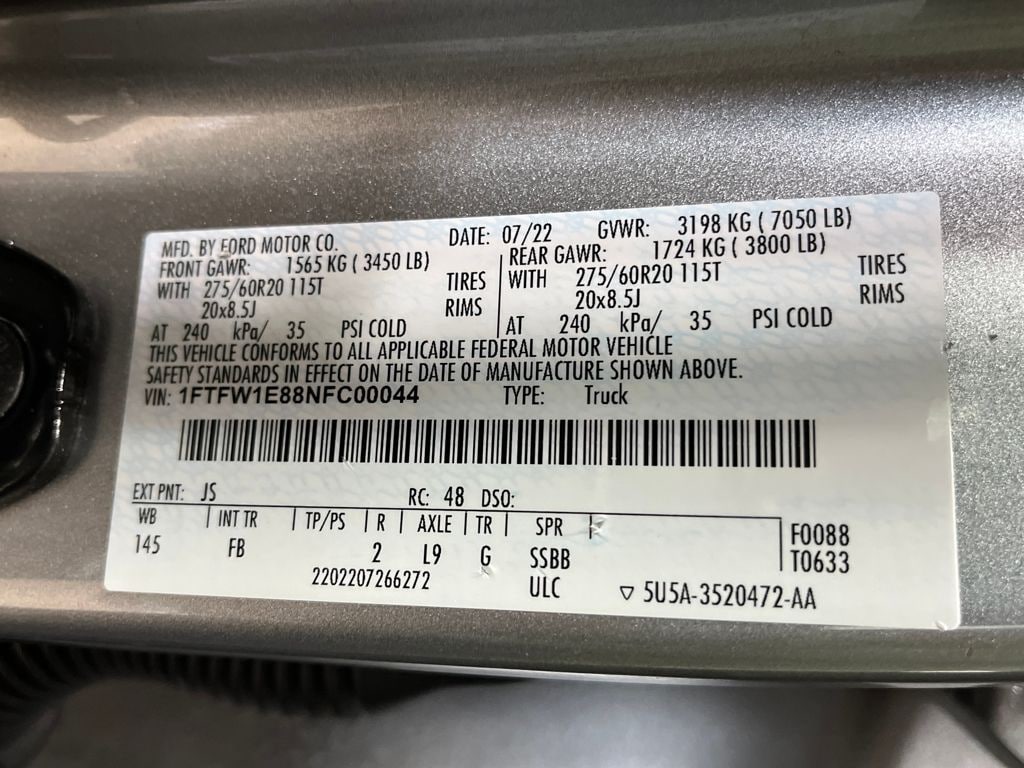 MFD. BY FORD MOTOR CO. DATE: 07/22 GVWR: 3198 KG ( 7050 LB)
FRONT GAWR: 1565 KG ( 3450 LB) REAR GAWR: 1724 KG ( 3800 LB)
WITH 275/60R20 115T TIRES WITH 275/60R20 115T TIRES
20x8.5J RIMS 20x8.5J RIMS
AT 240 kPa/ 35 PSI COLD AT 240 kPa/ 35 PSI COLD
THIS VEHICLE CONFORMS TO ALL APPLICABLE FEDERAL MOTOR VEHICLE
SAFETY STANDARDS IN EFFECT ON THE DATE OF MANUFACTURE SHOWN ABOVE.
VIN: 1FTFW1E88NFC00044 TYPE: Truck
EXT PNT: JS RC: 48 DSO:
WB INT TR TP/PS R AXLE TR SPR F0088
145 FB 2 L9 G SSBB T0633
2202207266272 ULC ▽ 5U5A-3520472-AA